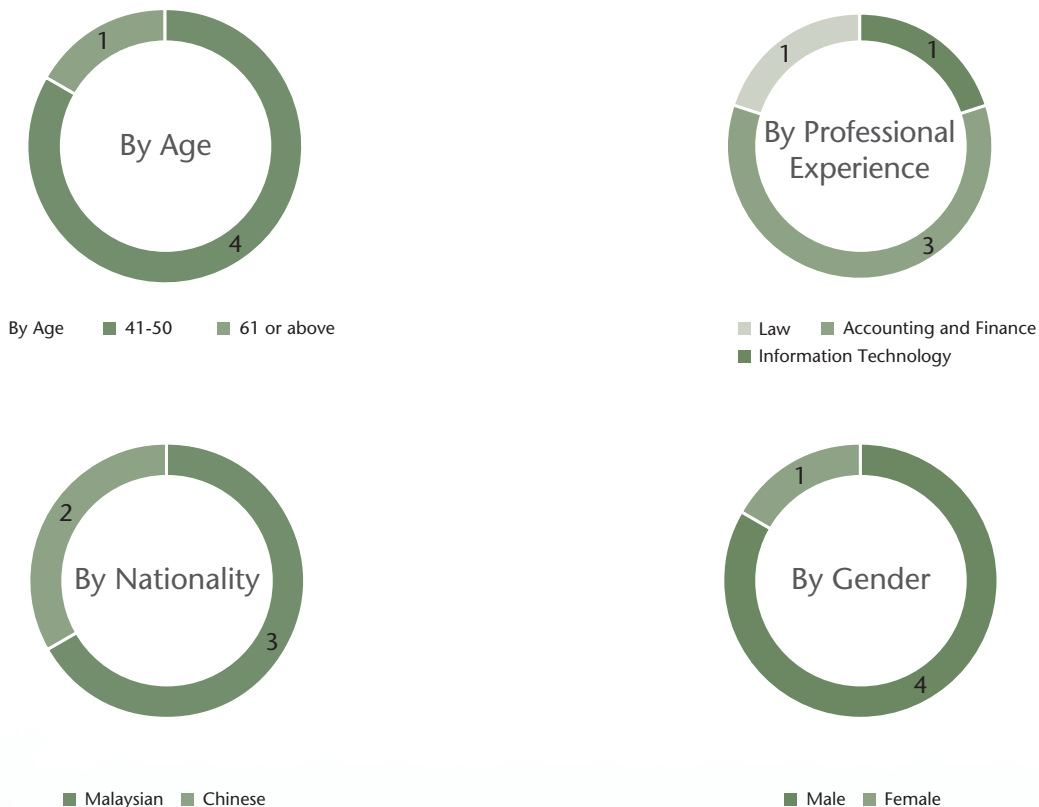 1
By Age
4
By Age 41-50 61 or above
1
1
By Professional
Experience
3
Law Accounting and Finance
Information Technology
2
By Nationality
3
Malaysian Chinese
1
By Gender
4
Male Female